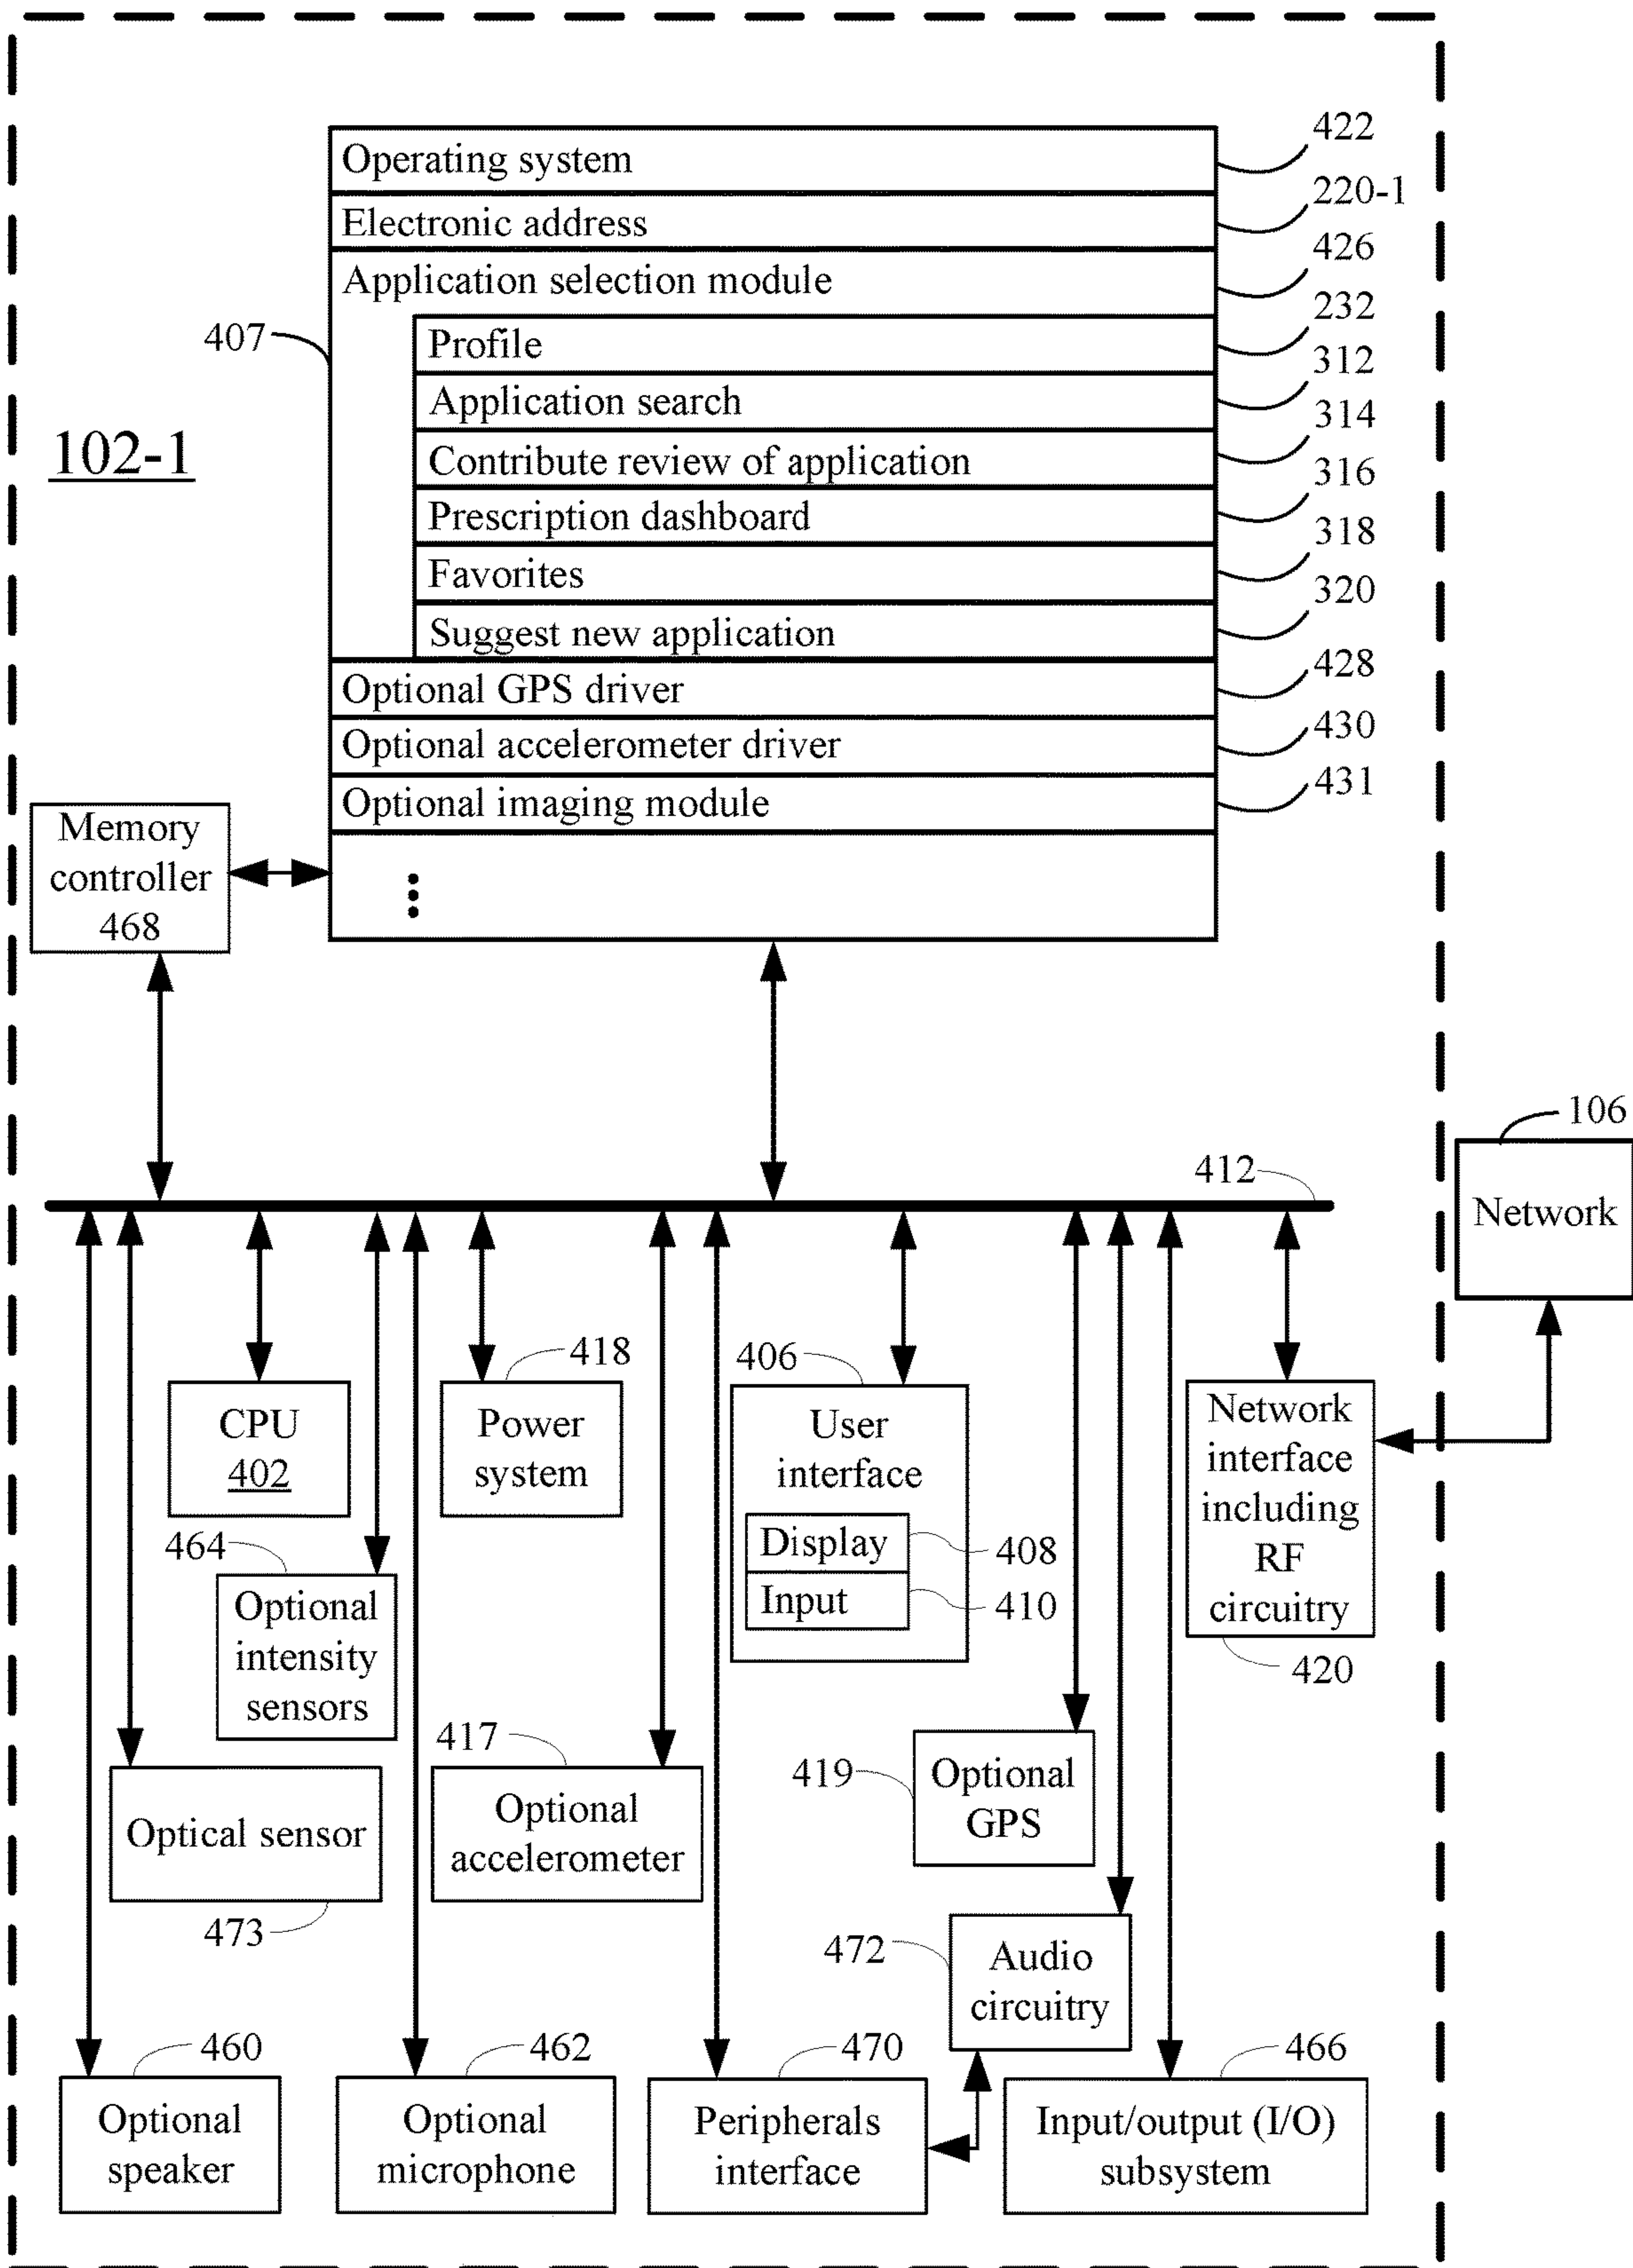 422
Operating system
220-1
Electronic address
426
Application selection module
232
407
Profile
312
Application search
314
102-1
Contribute review of application
316
Prescription dashboard
318
Favorites
320
Suggest new application
428
Optional GPS driver
430
Optional accelerometer driver
431
Optional imaging module
Memory
controller
468
106
412
Network
418
406
CPU
402
Power
system
User
interface
Display
408
Input
410
Network
interface
including
RF
circuitry
420
464
Optional
intensity
sensors
417
419
Optional
GPS
Optical sensor
473
Optional
accelerometer
472
Audio
circuitry
460
462
470
466
Optional
speaker
Optional
microphone
Peripherals
interface
Input/output (I/O)
subsystem